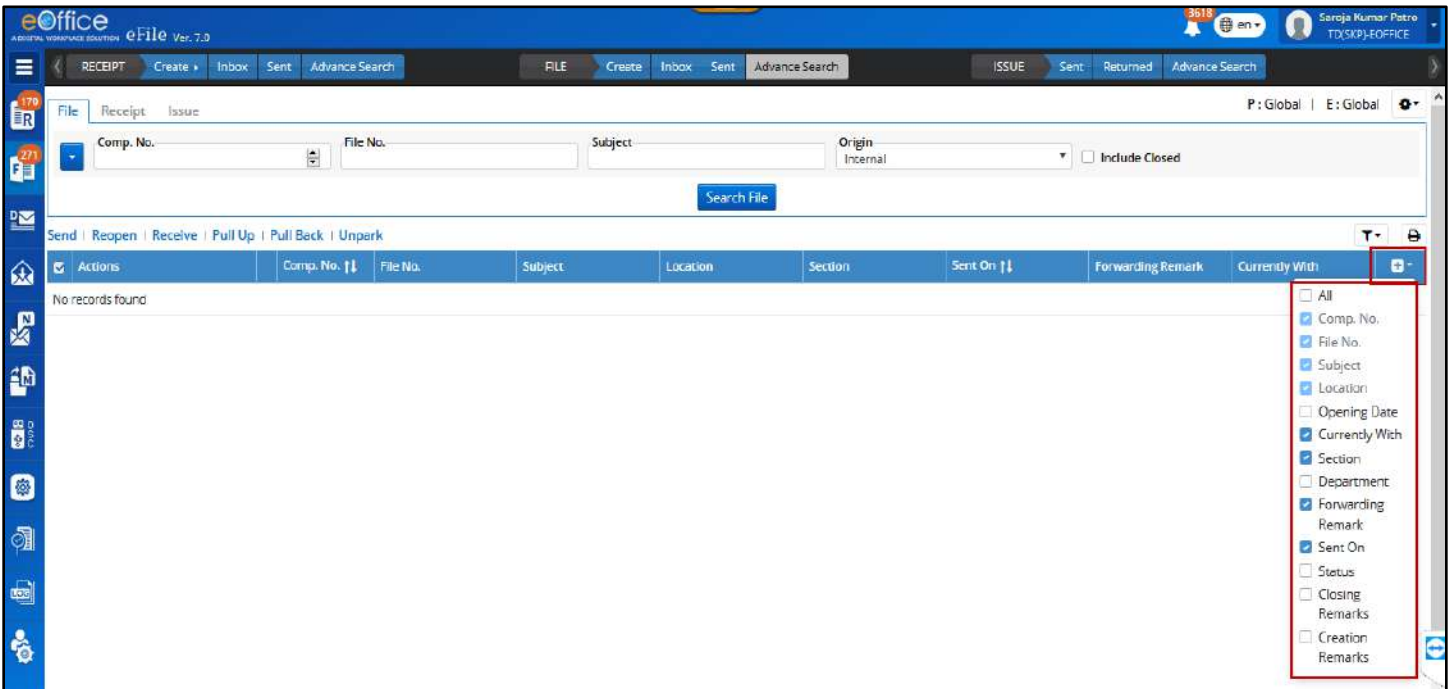 eOffice
A DIGITAL WORKPLACE SOLUTION eFile Ver. 7.0
3618 en Saroja Kumar Patro
TD(SKP)-EOFFICE
RECEIPT Create Inbox Sent Advance Search FILE Create Inbox Sent Advance Search ISSUE Sent Returned Advance Search
170
R
File Receipt Issue P : Global | E : Global
Comp. No. File No. Subject Origin
Internal Include Closed
271
F
Search File
D
Send | Reopen | Receive | Pull Up | Pull Back | Unpark
Actions Comp. No. File No. Subject Location Section Sent On Forwarding Remark Currently With
No records found
All
Comp. No.
File No.
Subject
Location
Opening Date
Currently With
Section
Department
Forwarding
Remark
Sent On
Status
Closing
Remarks
Creation
Remarks
N
M
DSC
LOG